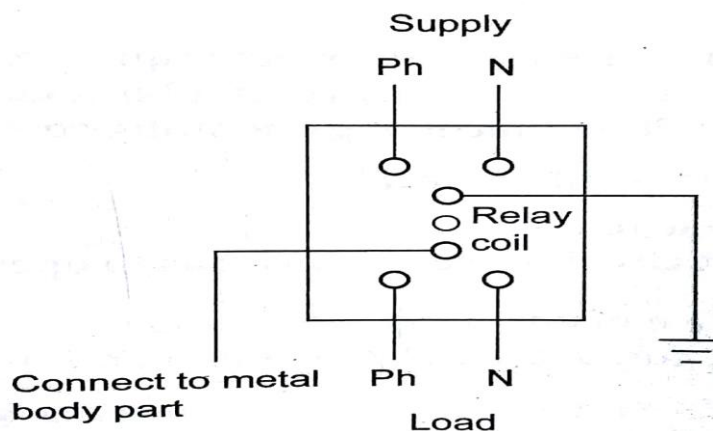 Supply
Ph N
Relay
coil
Connect to metal
body part
Ph N
Load